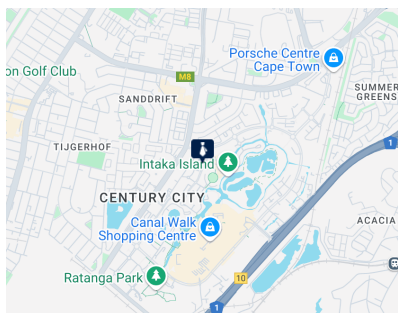 Porsche Centre
Cape Town
on Golf Club
M8
SUMMER
GREENS
SANDDRIFT
TIJGERHOF
1
Intaka Island
CENTURY CITY
Canal Walk
Shopping Centre
ACACIA
Ratanga Park
10
1